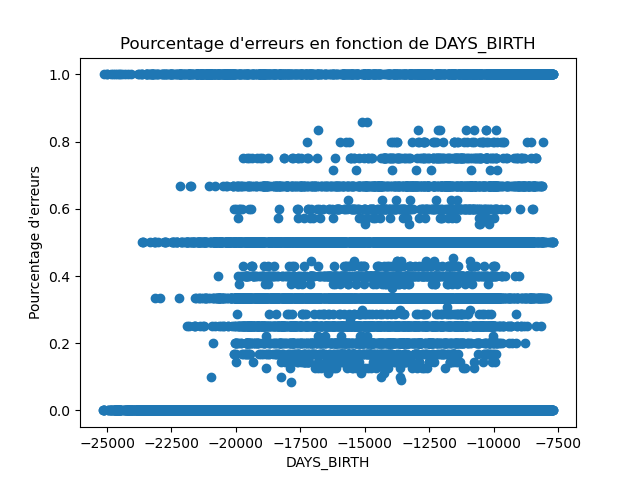 Pourcentage d'erreurs en fonction de DAYS_BIRTH
1.0
0.8
0.6
0.4
0.2
0.0
Pourcentage d'erreurs
−25000 −22500 −20000 −17500 −15000 −12500 −10000 −7500
DAYS_BIRTH